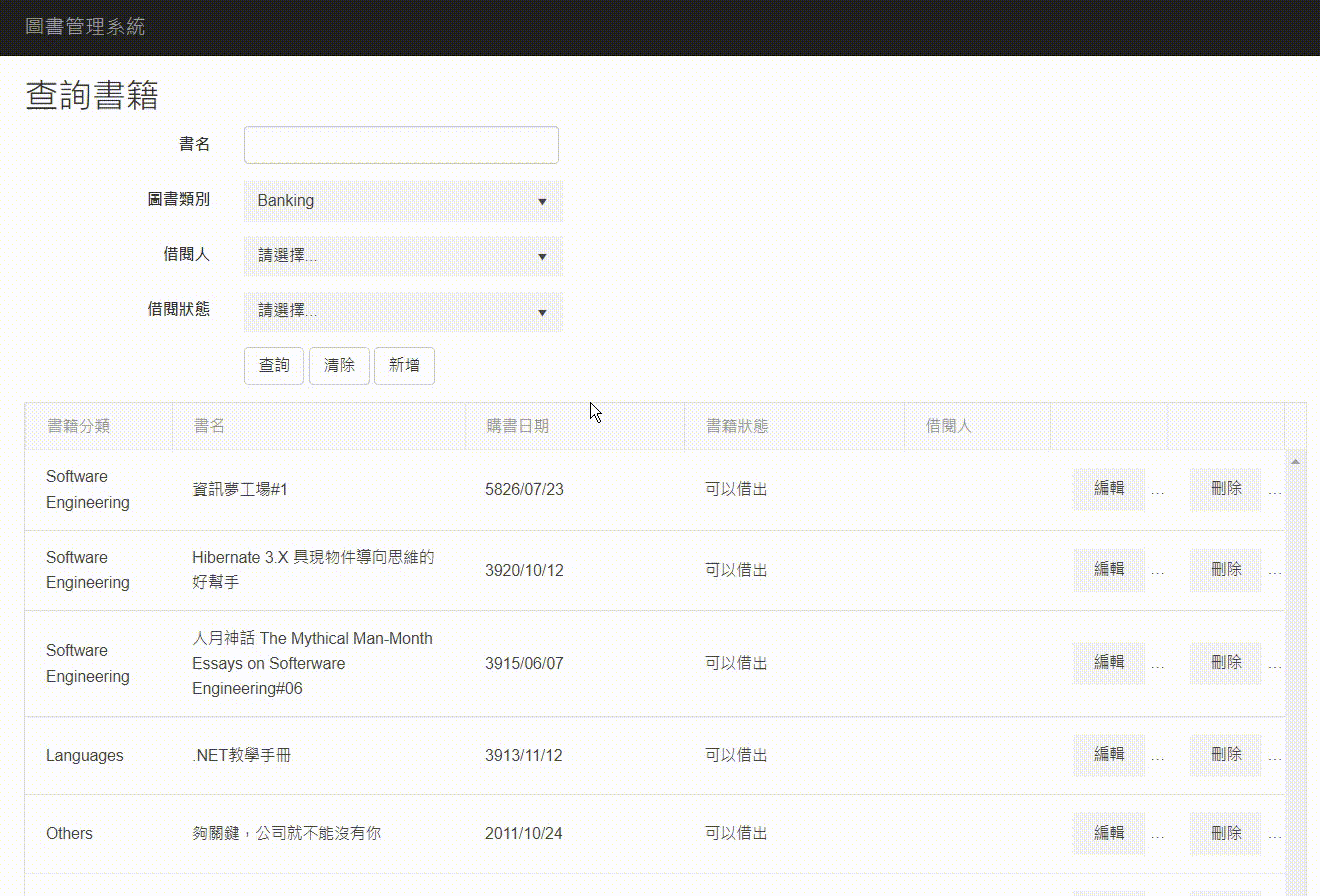 圖書管理系統
查詢書籍
書名
圖書類別 Banking
借閱人 請選擇...
借閱狀態 請選擇...
查詢 清除 新增
書籍分類 書名 購書日期 書籍狀態 借閱人
Software
Engineering
資訊夢工場#1
5826/07/23
可以借出
編輯 ...
刪除 ...
Software
Engineering
Hibernate 3.X 具現物件導向思維的
好幫手
3920/10/12
可以借出
編輯 ...
刪除 ...
Software
Engineering
人月神話 The Mythical Man-Month
Essays on Softerware
Engineering#06
3915/06/07
可以借出
編輯 ...
刪除 ...
Languages
.NET教學手冊
3913/11/12
可以借出
編輯 ...
刪除 ...
Others
夠關鍵，公司就不能沒有你
2011/10/24
可以借出
編輯 ...
刪除 ...